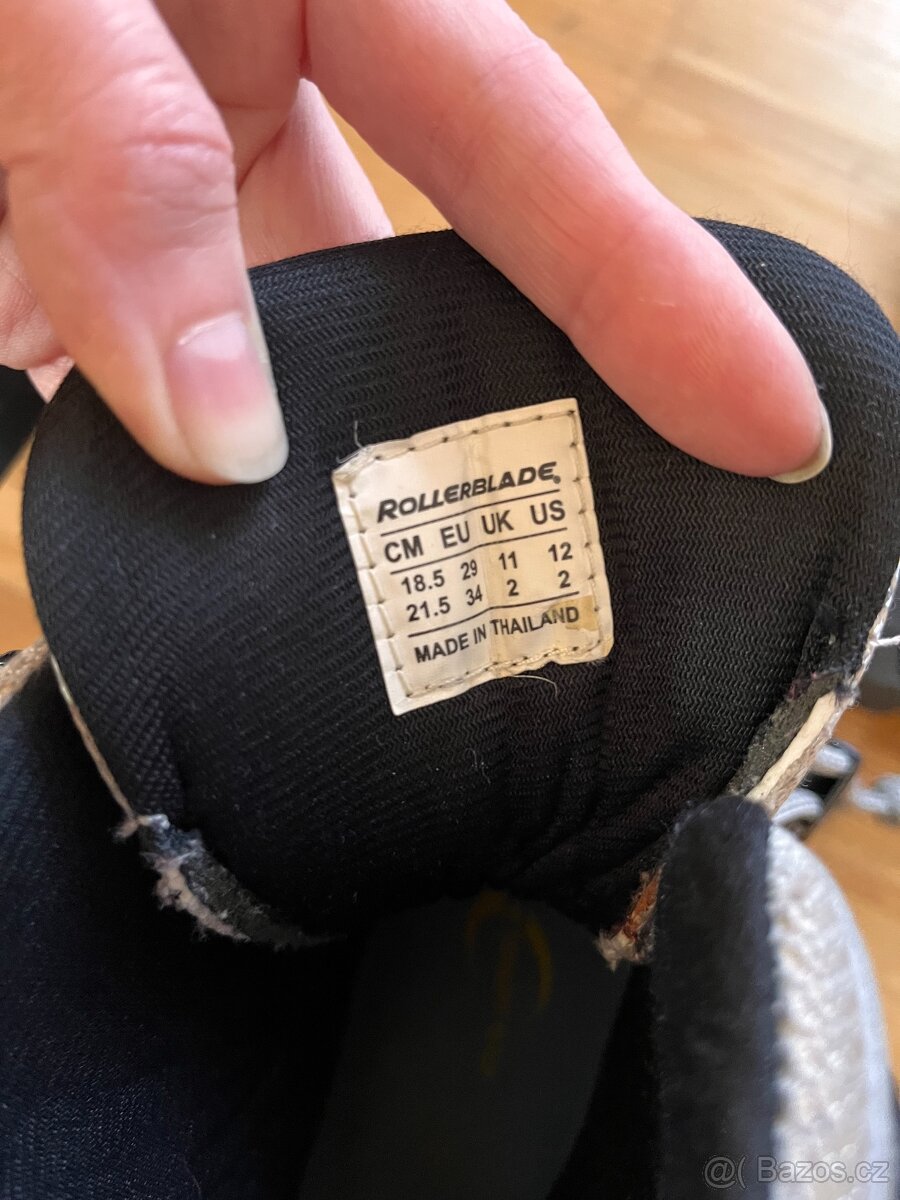 ROLLERBLADE®
CM EU UK US
18.5 29 11 12
21.5 34 2 2
MADE IN THAILAND
@( Bazos.cz